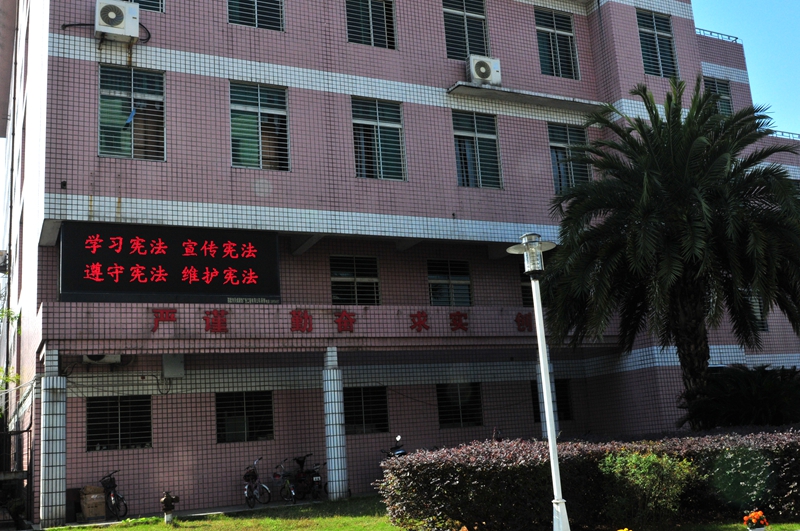 学习宪法 宣传宪法
遵守宪法 维护宪法
严谨 勤奋 求实 创